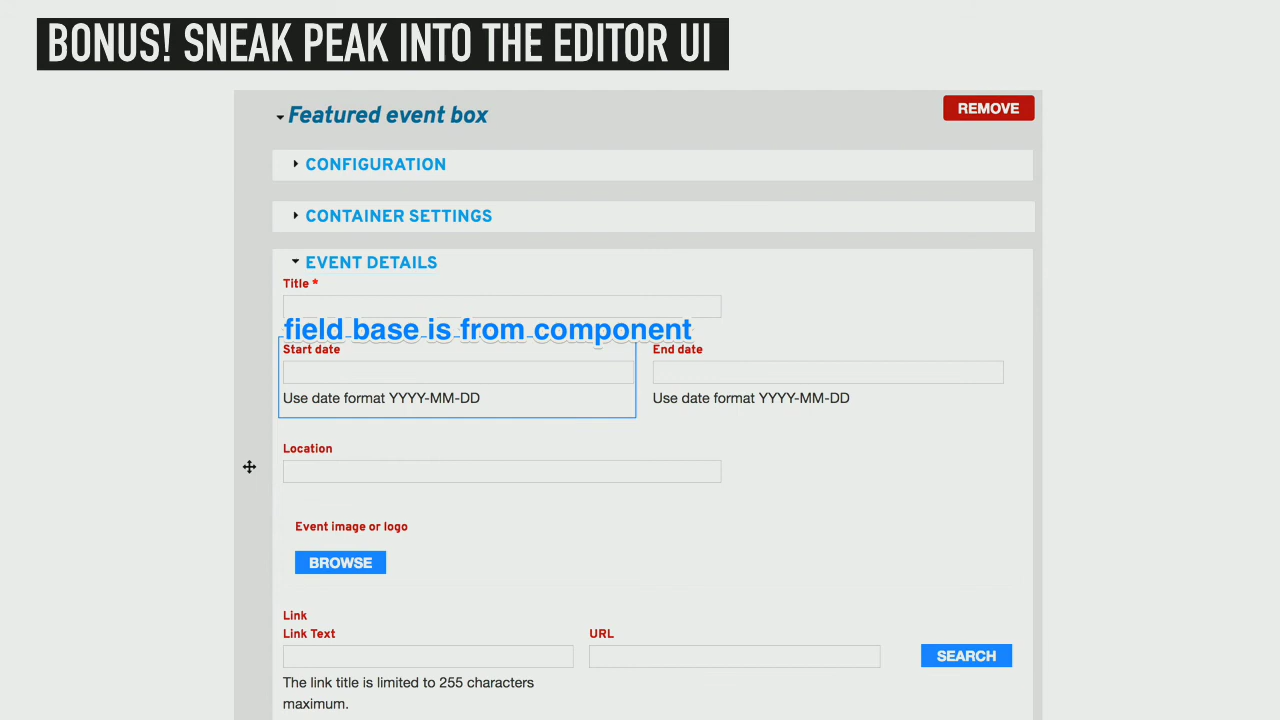 BONUS! SNEAK PEAK INTO THE EDITOR UI
Featured event box
REMOVE
CONFIGURATION
CONTAINER SETTINGS
EVENT DETAILS
Title *
field base is from component
Start date
End date
Use date format YYYY-MM-DD
Use date format YYYY-MM-DD
Location
Event image or logo
BROWSE
Link
Link Text
URL
SEARCH
The link title is limited to 255 characters
maximum.